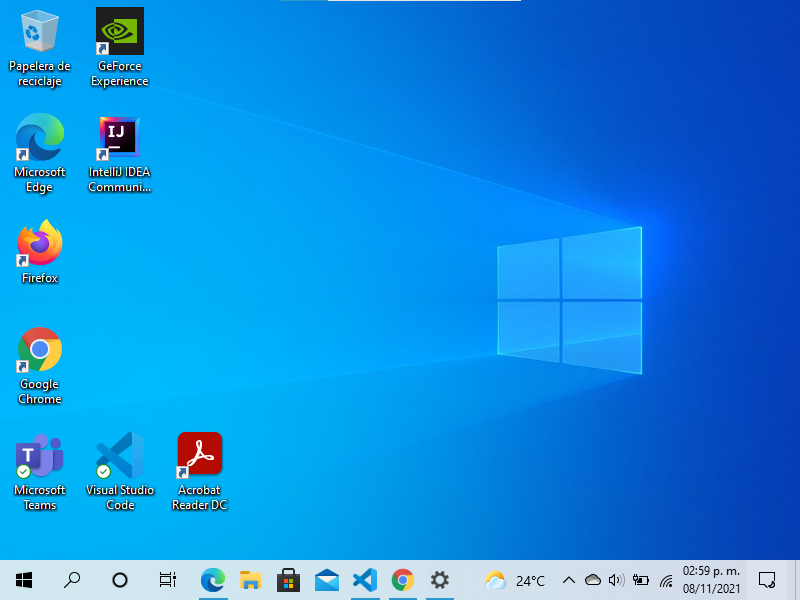 Papelera de
reciclaje
GeForce
Experience
Microsoft
Edge
IJ
IntelliJ IDEA
Communi...
Firefox
Google
Chrome
T
Microsoft
Teams
Visual Studio
Code
Acrobat
Reader DC
24°C
02:59 p. m.
08/11/2021